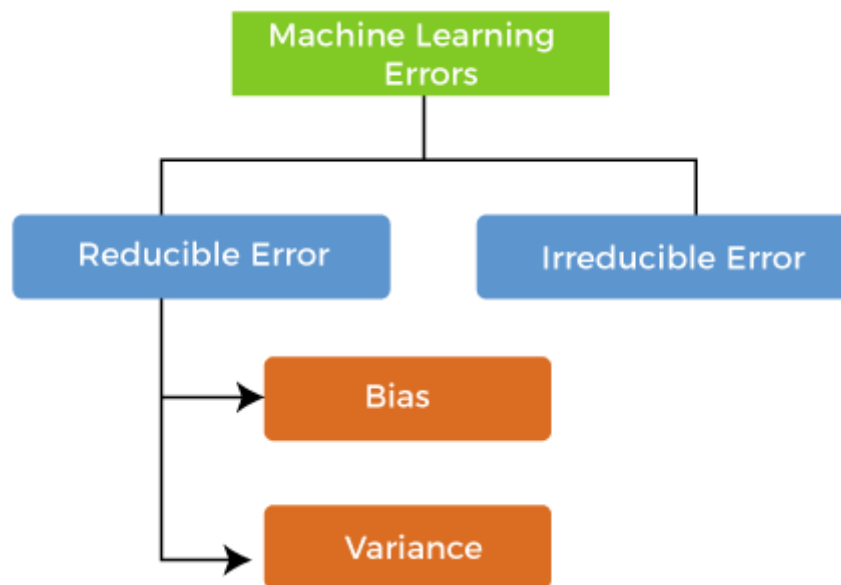 Machine Learning
Errors
Reducible Error
Irreducible Error
Bias
Variance